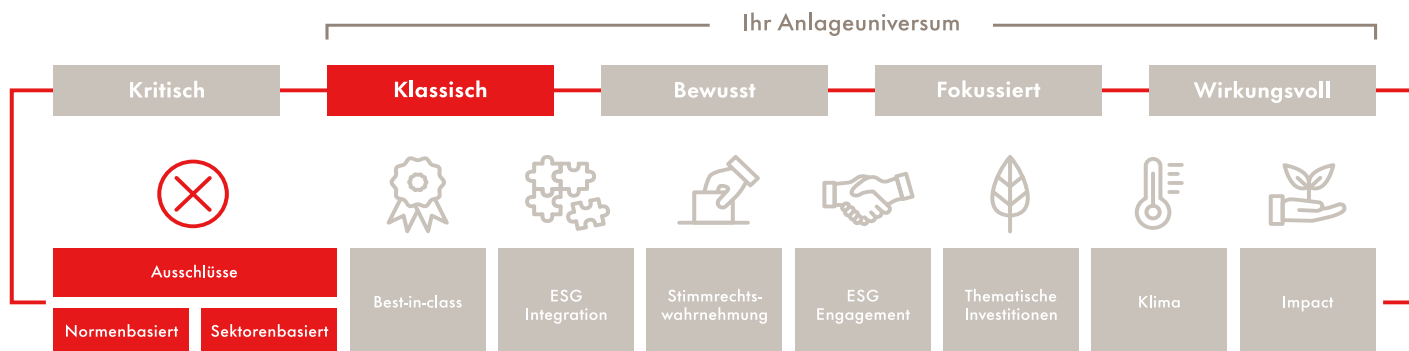 Ihr Anlageuniversum
Kritisch
Klassisch
Bewusst
Fokussiert
Wirkungsvoll
Ausschlüsse
Normenbasiert
Sektorenbasiert
Best-in-class
ESG
Integration
Stimmrechts-
wahrnehmung
ESG
Engagement
Thematische
Investitionen
Klima
Impact